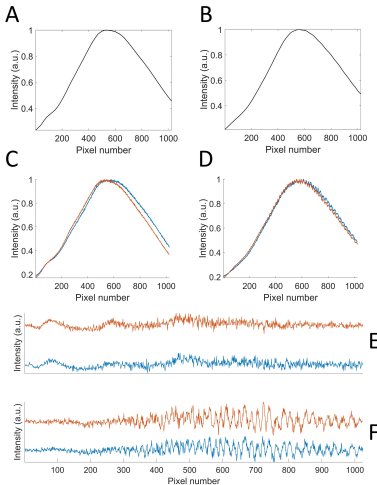 A
B
Intensity (a.u.)
1
0.8
0.6
0.4
200 400 600 800 1000
Pixel number
Intensity (a.u.)
1
0.8
0.6
0.4
200 400 600 800 1000
Pixel number
C
D
Intensity (a.u.)
1
0.8
0.6
0.4
0.2
0 200 400 600 800 1000
Pixel number
Intensity (a.u.)
1
0.8
0.6
0.4
0.2
0 200 400 600 800 1000
Pixel number
Intensity (a.u.)
E
Intensity (a.u.)
F
100 200 300 400 500 600 700 800 900 1000
Pixel number